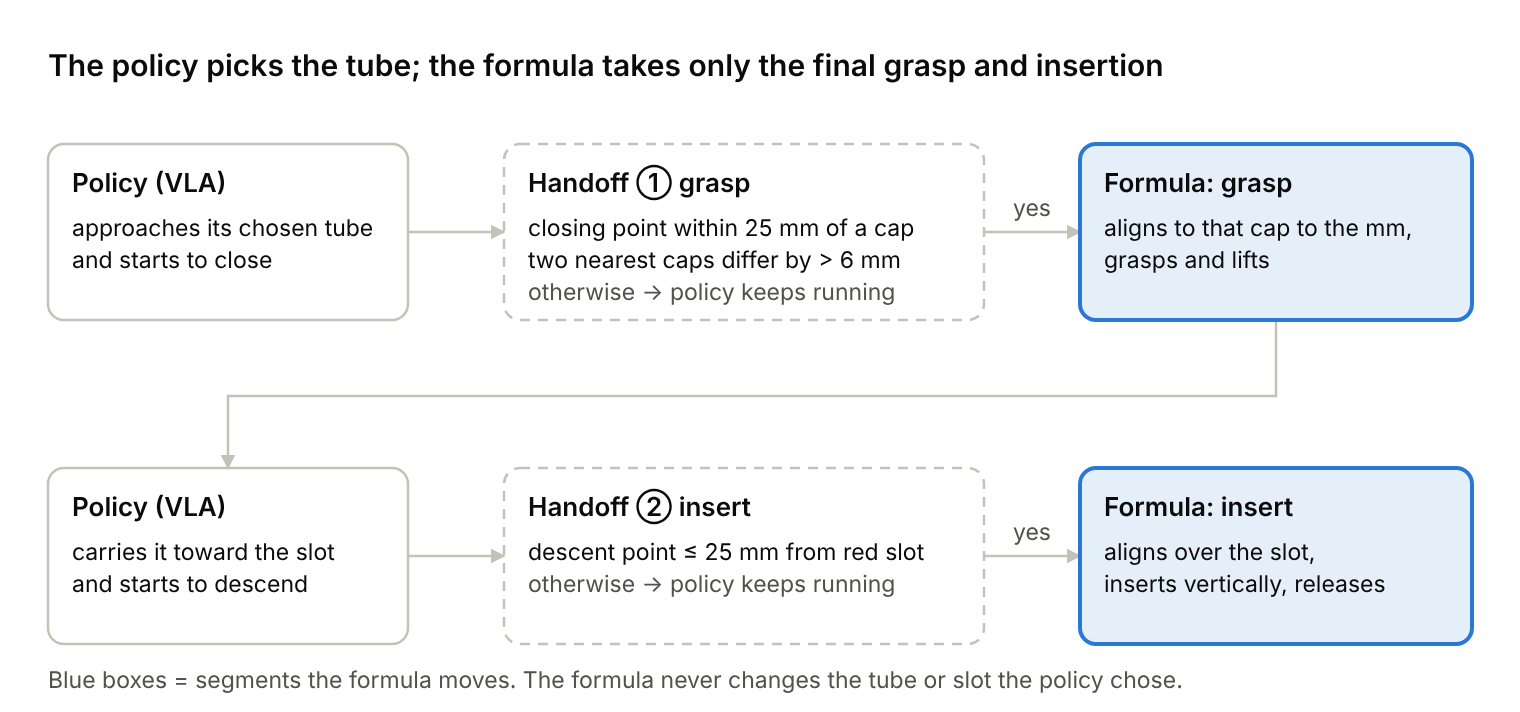 The policy picks the tube; the formula takes only the final grasp and insertion
Policy (VLA)
approaches its chosen tube
and starts to close
Handoff ① grasp
closing point within 25 mm of a cap
two nearest caps differ by > 6 mm
otherwise → policy keeps running
yes
Formula: grasp
aligns to that cap to the mm,
grasps and lifts
Policy (VLA)
carries it toward the slot
and starts to descend
Handoff ② insert
descent point ≤ 25 mm from red slot
otherwise → policy keeps running
yes
Formula: insert
aligns over the slot,
inserts vertically, releases
Blue boxes = segments the formula moves. The formula never changes the tube or slot the policy chose.